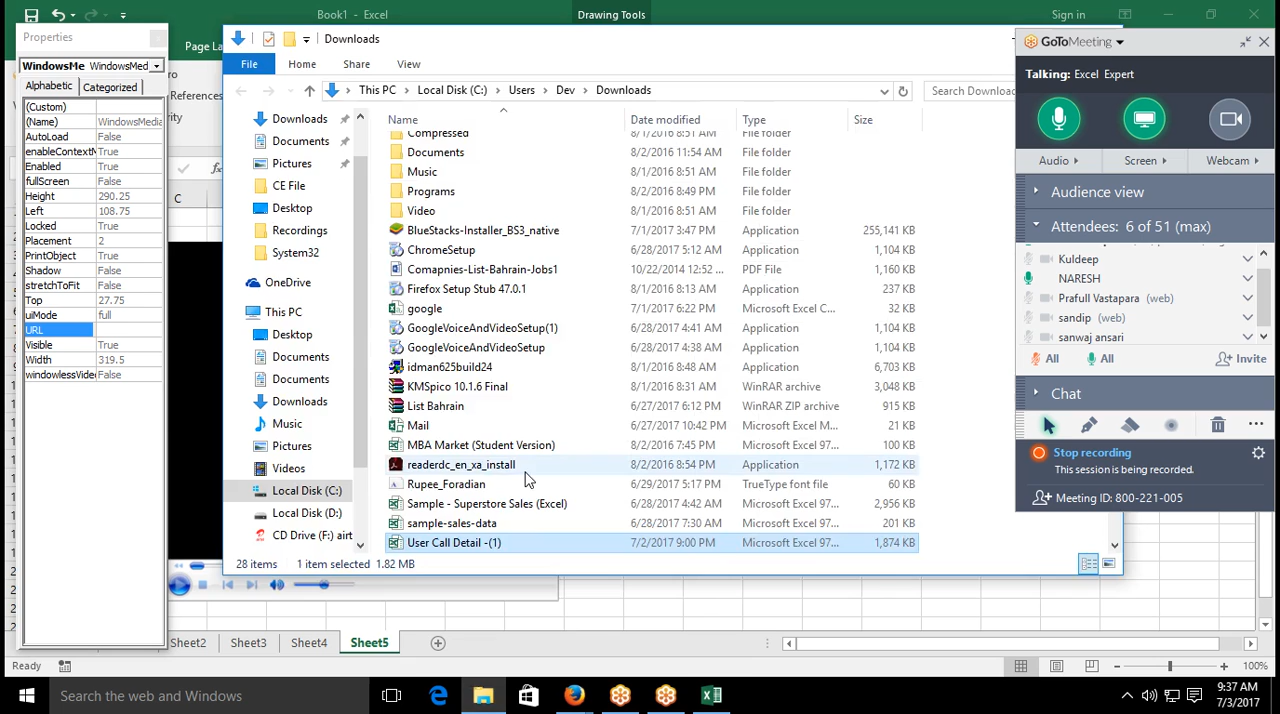 Book1 - Excel
Drawing Tools
Sign in
Properties
Page La
Downloads
WindowsMe WindowsMed
Alphabetic Categorized
(Custom)
(Name) WindowsMedia
AutoLoad False
enableContextM True
Enabled True
fullScreen False
Height 290.25
Left 108.75
Locked True
Placement 2
PrintObject True
Shadow False
stretchToFit False
Top 27.75
uiMode full
URL
Visible True
Width 319.5
windowlessVideo False
References
C
File Home Share View
This PC Local Disk (C:) Users Dev Downloads
Search Downloa
Name Date modified Type Size
Downloads
Documents
Pictures
CE File
Desktop
Recordings
System32
OneDrive
This PC
Desktop
Documents
Documents
Downloads
Music
Pictures
Videos
Local Disk (C:)
Local Disk (D:)
CD Drive (F:) airt
Compressed 8/1/2016 8:51 AM File folder
Documents 8/2/2016 11:54 AM File folder
Music 8/1/2016 8:51 AM File folder
Programs 8/2/2016 8:49 PM File folder
Video 8/1/2016 8:51 AM File folder
BlueStacks-Installer_BS3_native 7/1/2017 3:47 PM Application 255,141 KB
ChromeSetup 6/28/2017 5:12 AM Application 1,104 KB
Comapnies-List-Bahrain-Jobs1 10/22/2014 12:52 ... PDF File 1,160 KB
Firefox Setup Stub 47.0.1 8/1/2016 8:13 AM Application 237 KB
google 7/1/2017 6:22 PM Microsoft Excel C... 32 KB
GoogleVoiceAndVideoSetup(1) 6/28/2017 4:41 AM Application 1,104 KB
GoogleVoiceAndVideoSetup 6/28/2017 4:38 AM Application 1,104 KB
idman625build24 8/1/2016 8:48 AM Application 6,703 KB
KMSpico 10.1.6 Final 8/1/2016 8:31 AM WinRAR archive 3,048 KB
List Bahrain 6/27/2017 6:12 PM WinRAR ZIP archive 915 KB
Mail 6/27/2017 10:42 PM Microsoft Excel M... 21 KB
MBA Market (Student Version) 8/2/2016 7:45 PM Microsoft Excel 97... 100 KB
readerdc_en_xa_install 8/2/2016 8:54 PM Application 1,172 KB
Rupee_Foradian 6/29/2017 5:17 PM TrueType font file 60 KB
Sample - Superstore Sales (Excel) 6/28/2017 4:42 AM Microsoft Excel 97... 2,956 KB
sample-sales-data 6/28/2017 7:30 AM Microsoft Excel 97... 201 KB
User Call Detail -(1) 7/2/2017 9:00 PM Microsoft Excel 97... 1,874 KB
28 items 1 item selected 1.82 MB
GoToMeeting
Talking: Excel Expert
Audio Screen Webcam
Audience view
Attendees: 6 of 51 (max)
Kuldeep
NARESH
Prafull Vastapara (web)
sandip (web)
sanwaj ansari
All All Invite
Chat
Stop recording
This session is being recorded.
Meeting ID: 800-221-005
Sheet2 Sheet3 Sheet4 Sheet5
Ready
100%
Search the web and Windows
9:37 AM
7/3/2017